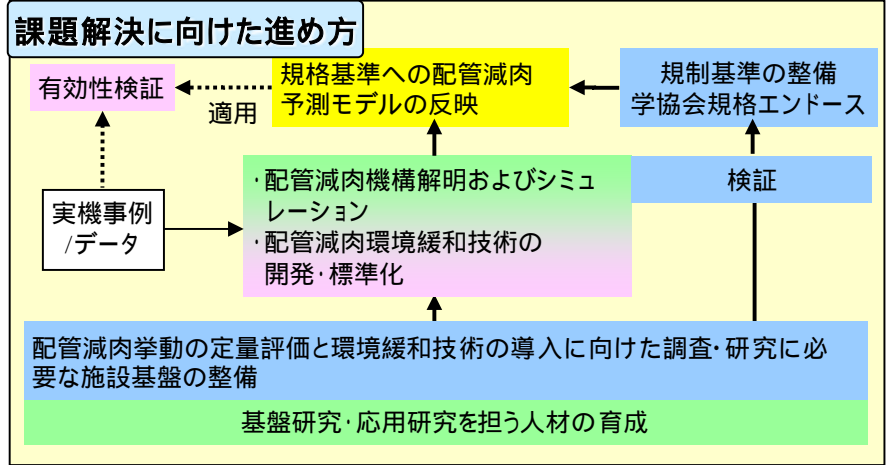 課題解決に向けた進め方
有効性検証
適用
規格基準への配管減肉
予測モデルの反映
規制基準の整備
学協会規格エンドース
実機事例
/データ
・配管減肉機構解明およびシミュ
レーション
・配管減肉環境緩和技術の
開発・標準化
検証
配管減肉挙動の定量評価と環境緩和技術の導入に向けた調査・研究に必
要な施設基盤の整備
基盤研究・応用研究を担う人材の育成